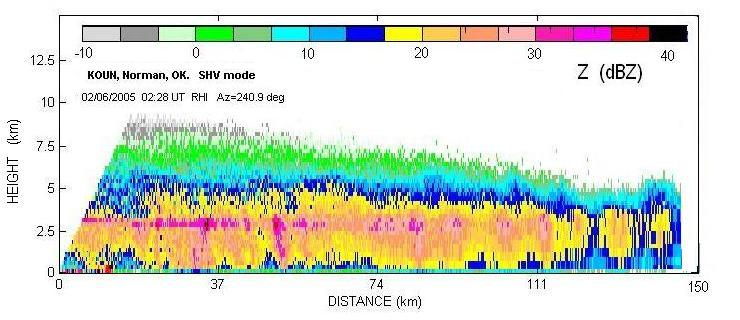 -10 0 10 20 30 40
KOUN, Norman, OK. SHV mode
Z (dBZ)
02/06/2005 02:28 UT RHI Az=240.9 deg
HEIGHT (km)
12.5
10
7.5
5
2.5
0
0 37 74 111 150
DISTANCE (km)